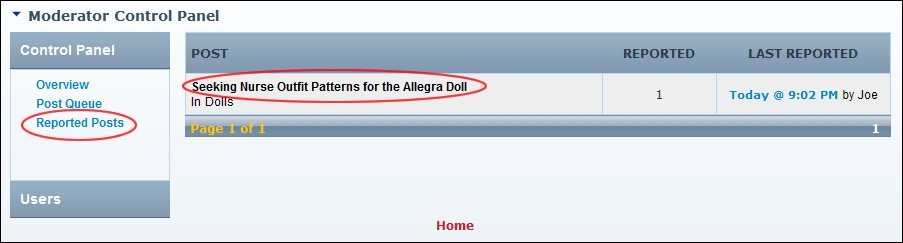 Moderator Control Panel
Control Panel
Overview
Post Queue
Reported Posts
Users
POST REPORTED LAST REPORTED
Seeking Nurse Outfit Patterns for the Allegra Doll
In Dolls
1
Today @ 9:02 PM by Joe
Page 1 of 1 1
Home